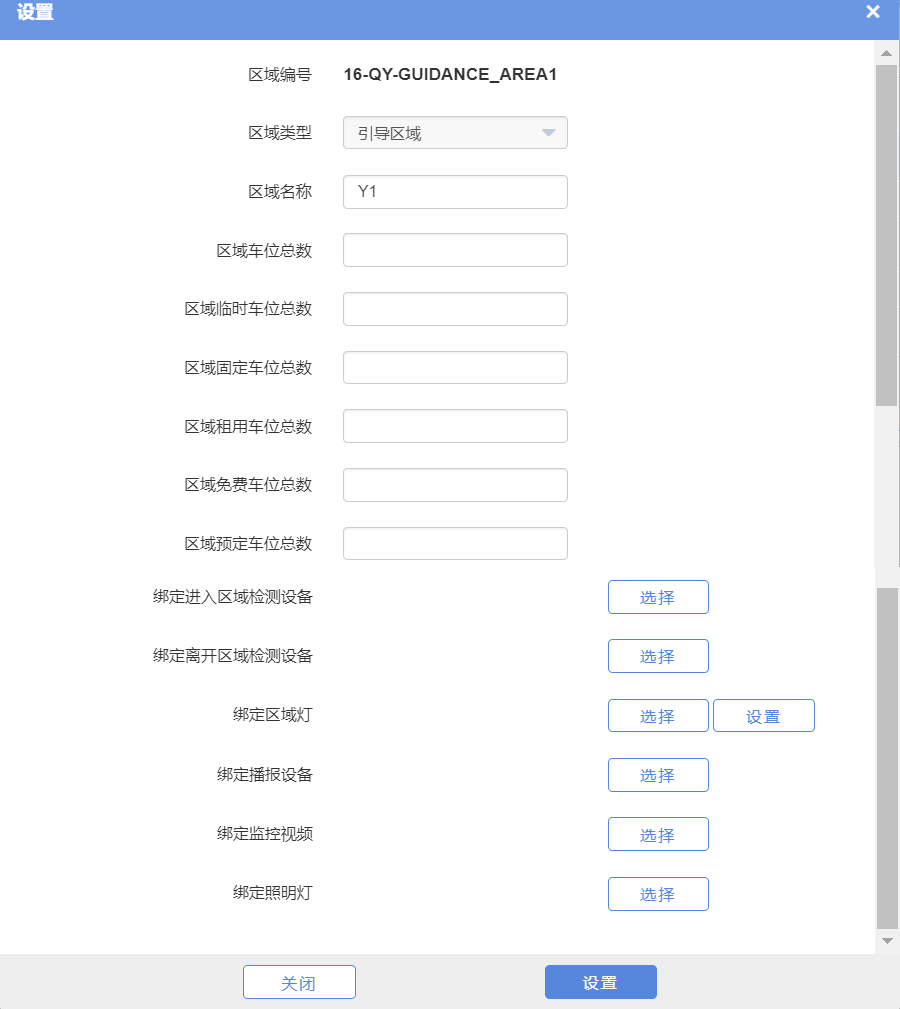 设置
区域编号 16-QY-GUIDANCE_AREA1
区域类型 引导区域
区域名称 Y1
区域车位总数
区域临时车位总数
区域固定车位总数
区域租用车位总数
区域免费车位总数
区域预定车位总数
绑定进入区域检测设备 选择
绑定离开区域检测设备 选择
绑定区域灯 选择 设置
绑定播报设备 选择
绑定监控视频 选择
绑定照明灯 选择
关闭 设置